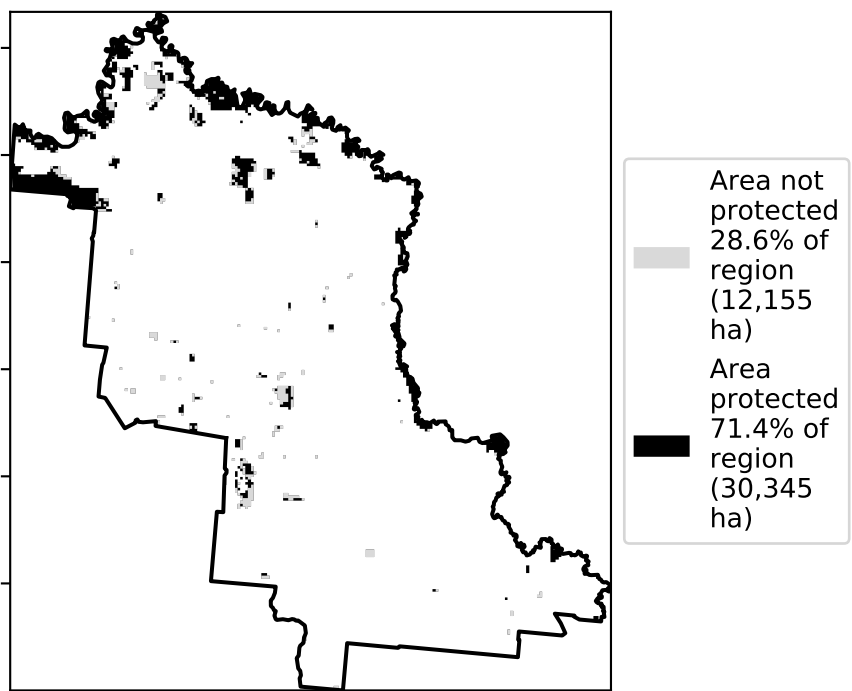 Area not
protected
28.6% of
region
(12,155
ha)
Area
protected
71.4% of
region
(30,345
ha)